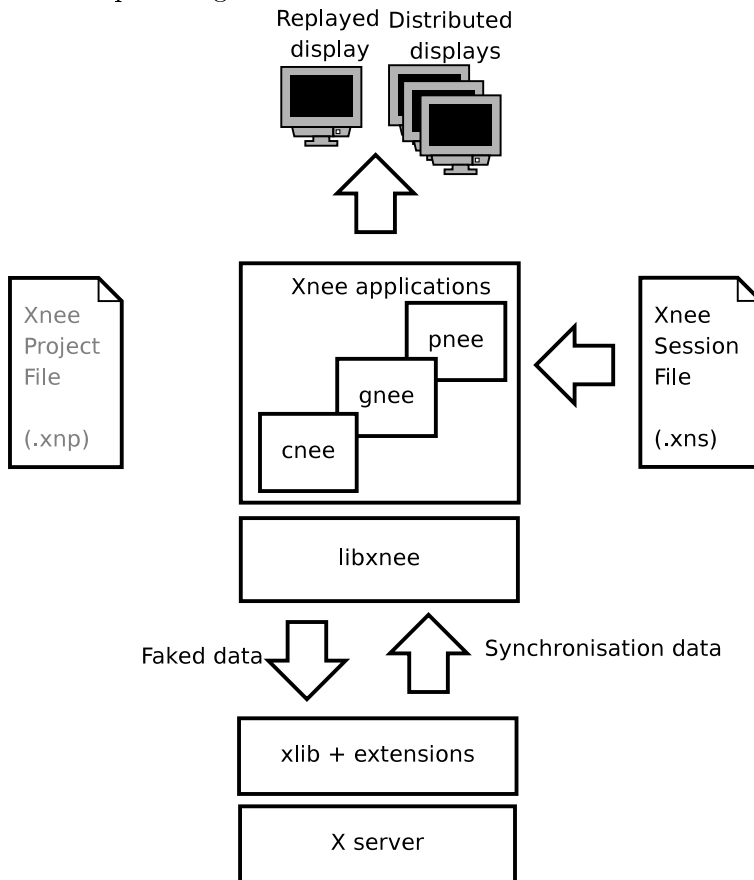 Replayed
display
Distributed
displays
Xnee applications
pnee
gnee
cnee
Xnee
Project
File
(.xnp)
Xnee
Session
File
(.xns)
libxnee
Faked data
Synchronisation data
xlib + extensions
X server